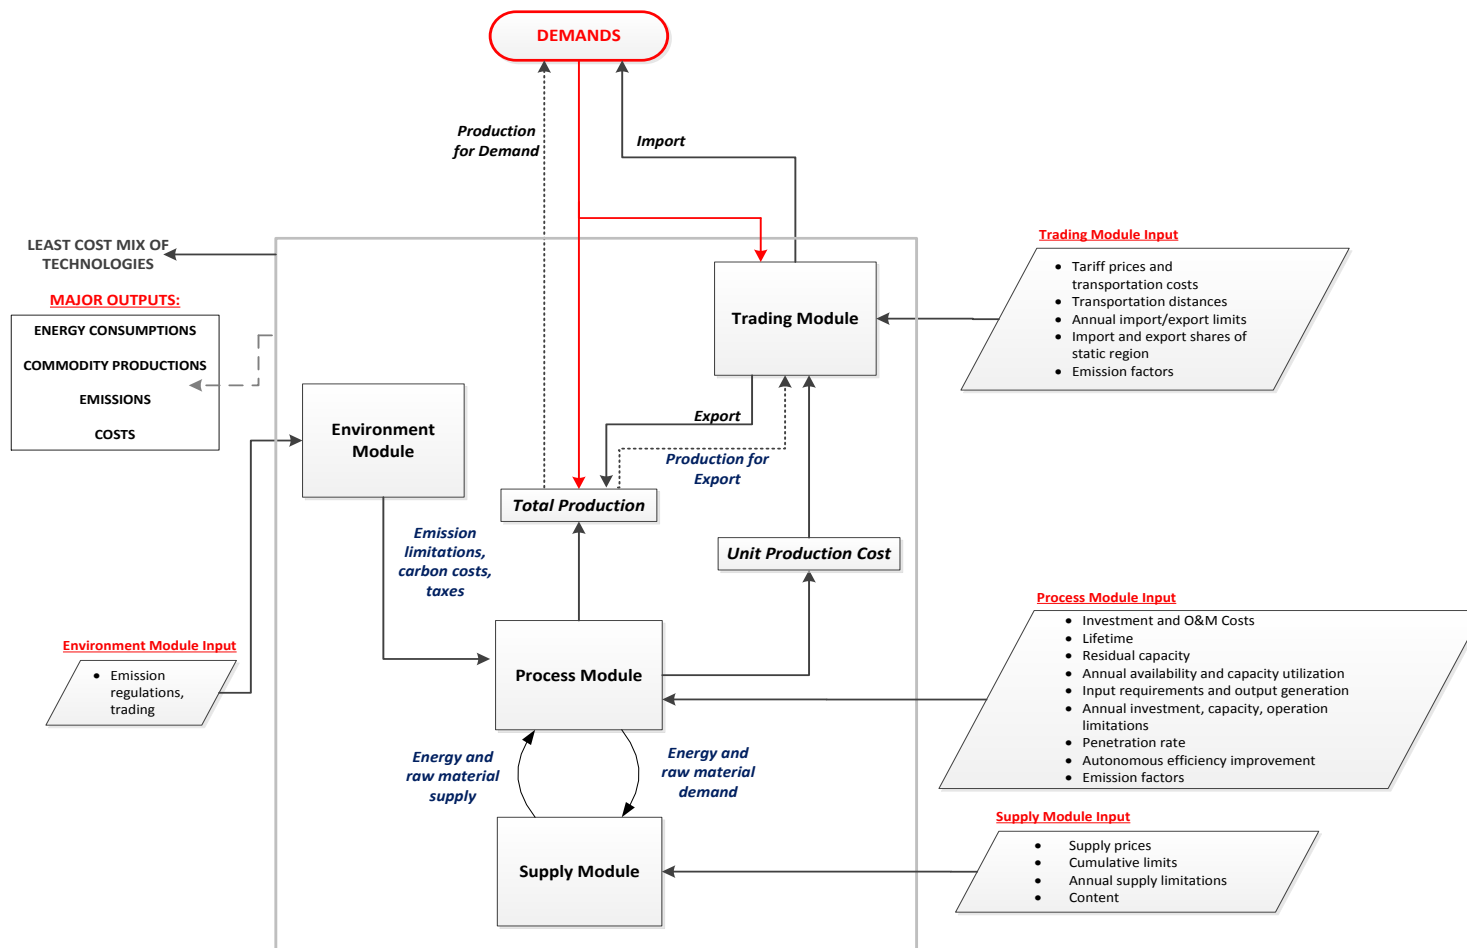 DEMANDS
Production
for Demand
Import
LEAST COST MIX OF
TECHNOLOGIES
MAJOR OUTPUTS:
ENERGY CONSUMPTIONS
COMMODITY PRODUCTIONS
EMISSIONS
COSTS
Trading Module Input
• Tariff prices and
transportation costs
• Transportation distances
• Annual import/export limits
• Import and export shares of
static region
• Emission factors
Trading Module
Environment
Module
Export
Production for
Export
Total Production
Emission
limitations,
carbon costs,
taxes
Unit Production Cost
Environment Module Input
• Emission
regulations,
trading
Process Module
Process Module Input
• Investment and O&M Costs
• Lifetime
• Residual capacity
• Annual availability and capacity utilization
• Input requirements and output generation
• Annual investment, capacity, operation
limitations
• Penetration rate
• Autonomous efficiency improvement
• Emission factors
Energy and
raw material
supply
Energy and
raw material
demand
Supply Module
Supply Module Input
• Supply prices
• Cumulative limits
• Annual supply limitations
• Content